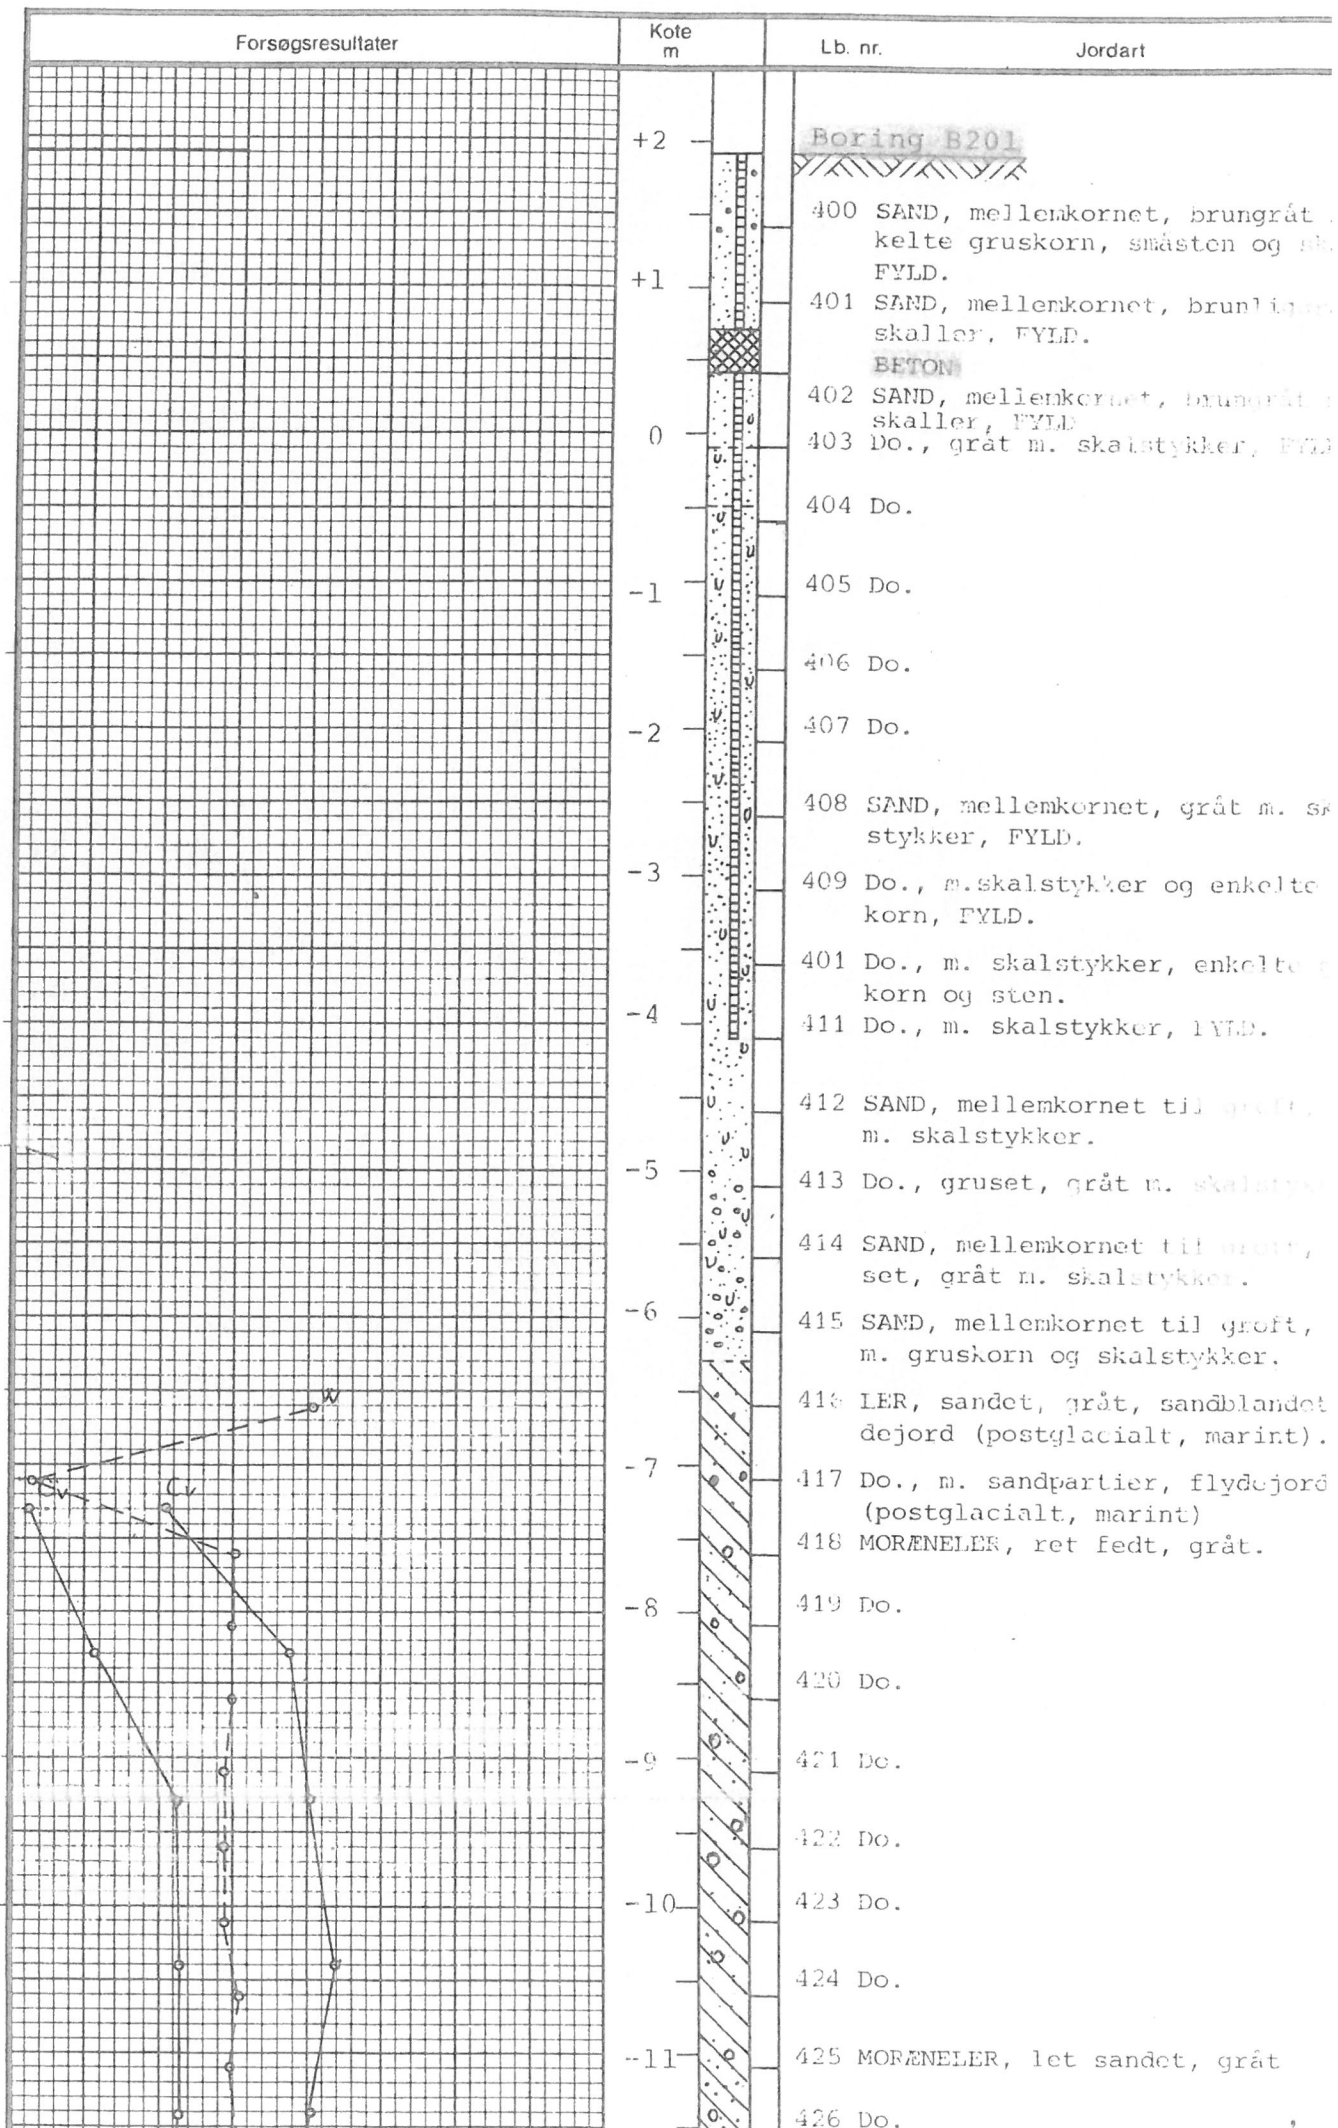 Forsøgsresultater
Kote
m
Lb. nr.
Jordart
+2
Boring B201
400 SAND, mellemkornet, brungråt
kelte gruskorn, småsten og
FYLD.
+1
401 SAND, mellemkornet,
skaller, FYLD.
BETON
402 SAND, mellemkornet, brungråt
skaller, FYLD
0
403 Do., gråt m. skalstykker, FYLD
404 Do.
-1
405 Do.
406 Do.
-2
407 Do.
408 SAND, mellemkornet, gråt m. sk
stykker, FYLD.
-3
409 Do., m.skalstykker og enkelte
korn, FYLD.
401 Do., m. skalstykker, enkelte
korn og sten.
-4
411 Do., m. skalstykker, FYLD.
412 SAND, mellemkornet til groft,
m. skalstykker.
-5
413 Do., gruset, gråt m.
414 SAND, mellemkornet til groft,
set, gråt m. skalstykker.
-6
415 SAND, mellemkornet til groft,
m. gruskorn og skalstykker.
W
416 LER, sandet, gråt, sandblandet
dejord (postglacialt, marint).
-7
Cv
417 Do., m. sandpartier, flydejord
(postglacialt, marint)
418 MORÆNELER, ret fedt, gråt.
-8
419 Do.
420 Do.
-9
421 Do.
422 Do.
-10
423 Do.
424 Do.
-11
425 MORÆNELER, let sandet, gråt
426 Do.